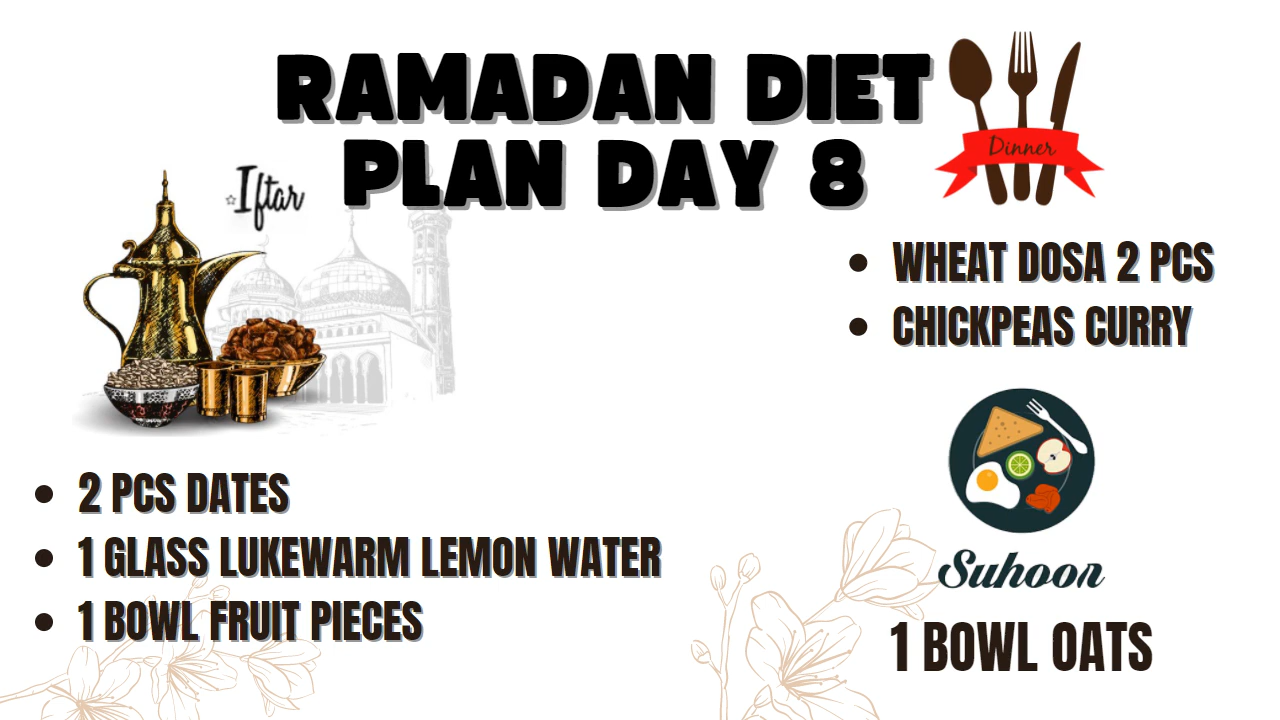 RAMADAN DIET
PLAN DAY 8
Iftar
2 PCS DATES
1 GLASS LUKEWARM LEMON WATER
1 BOWL FRUIT PIECES
Dinner
WHEAT DOSA 2 PCS
CHICKPEAS CURRY
Suhoon
1 BOWL OATS